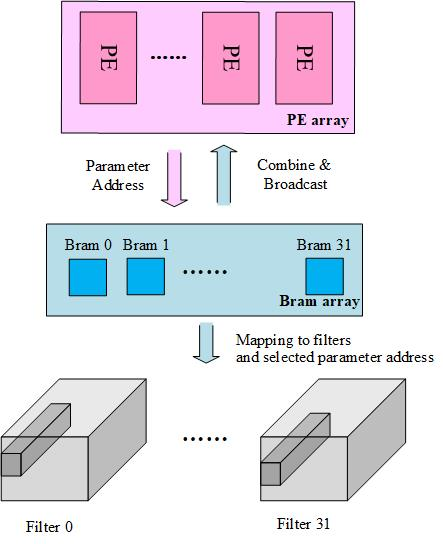 PE
......
PE
PE
PE array
Parameter
Address
Combine &
Broadcast
Bram 0 Bram 1 Bram 31
......
Bram array
Mapping to filters
and selected parameter address
......
Filter 0
Filter 31